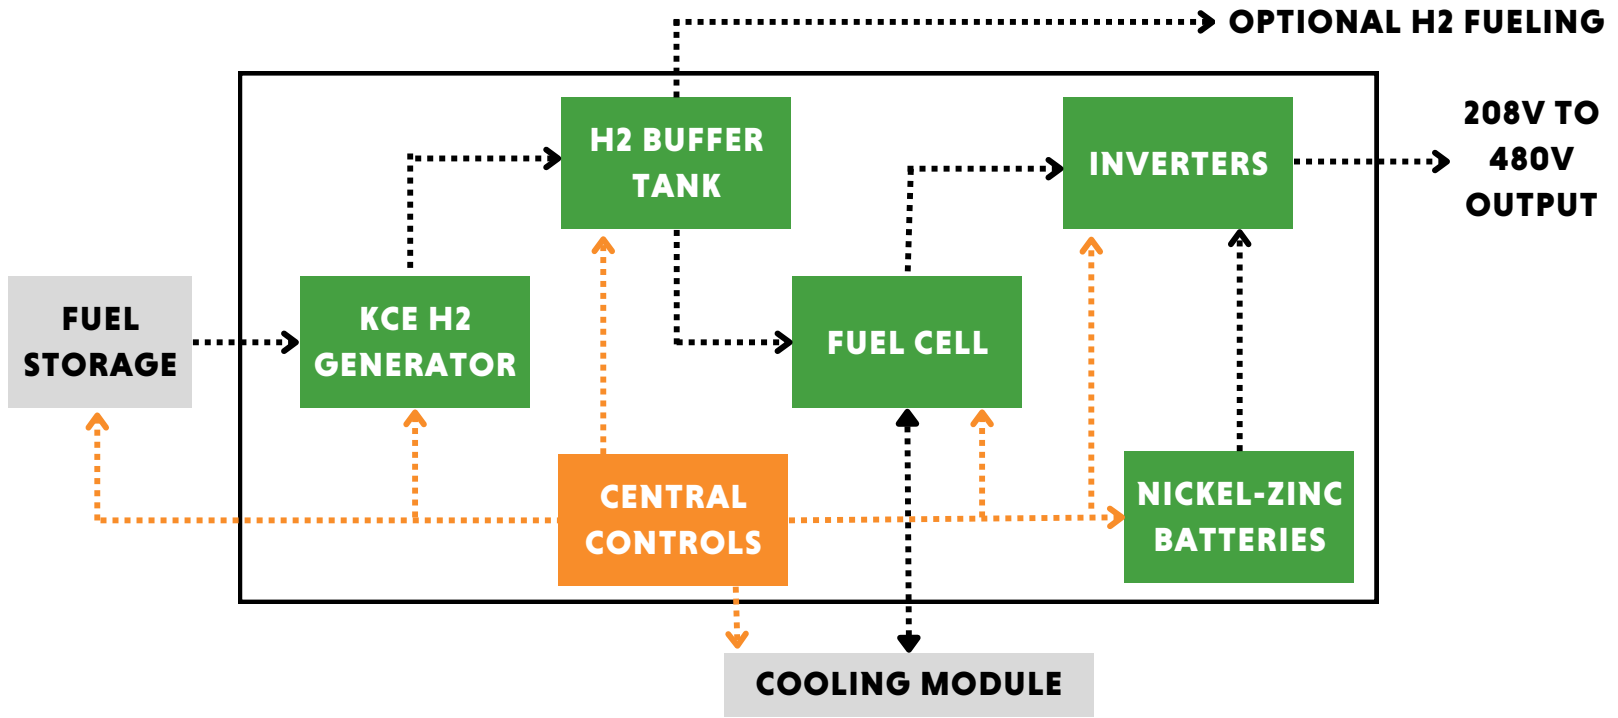 OPTIONAL H2 FUELING
H2 BUFFER
TANK
INVERTERS
208V TO
480V
OUTPUT
FUEL
STORAGE
KCE H2
GENERATOR
FUEL CELL
CENTRAL
CONTROLS
NICKEL-ZINC
BATTERIES
COOLING MODULE